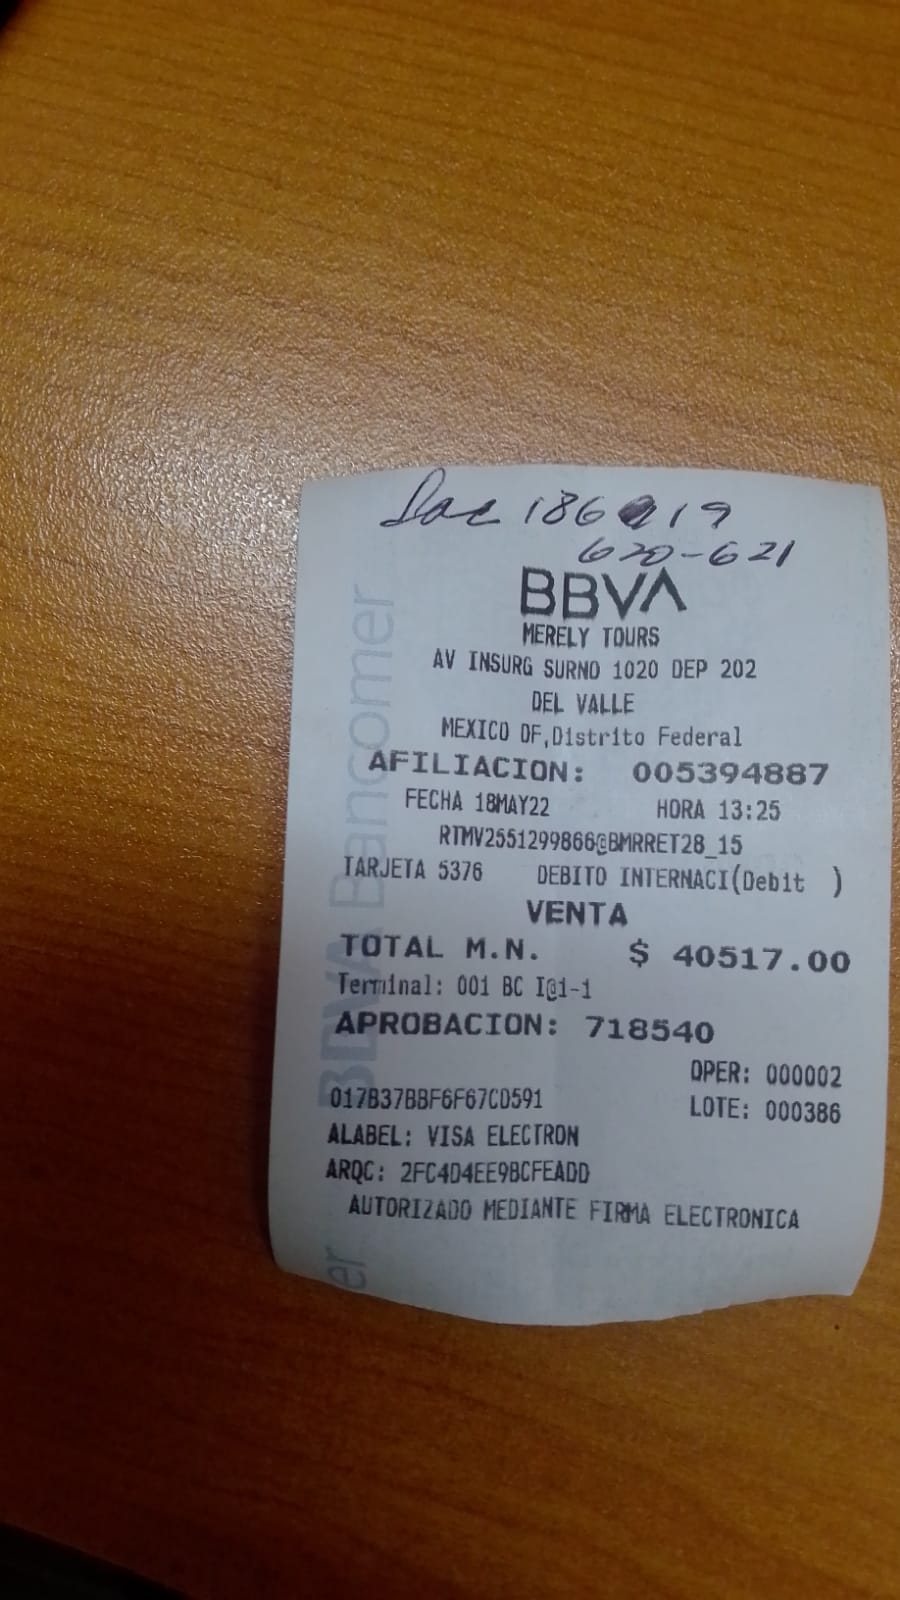 186 19
620-621
BBVA
MERELY TOURS
AV INSURG SURNO 1020 DEP 202
DEL VALLE
MEXICO DF,Distrito Federal
AFILIACION: 005394887
FECHA 18MAY22 HORA 13:25
RTMV2551299866@BMRRET28_15
TARJETA 5376 DEBITO INTERNACI(Debit )
VENTA
TOTAL M.N. $ 40517.00
Terminal: 001 BC I@1-1
APROBACION: 718540
OPER: 000002
017B37BBF6F67CD591
LOTE: 000386
ALABEL: VISA ELECTRON
ARQC: 2FC4D4EE9BCFEADD
AUTORIZADO MEDIANTE FIRMA ELECTRONICA
BBVA Bancomer
er